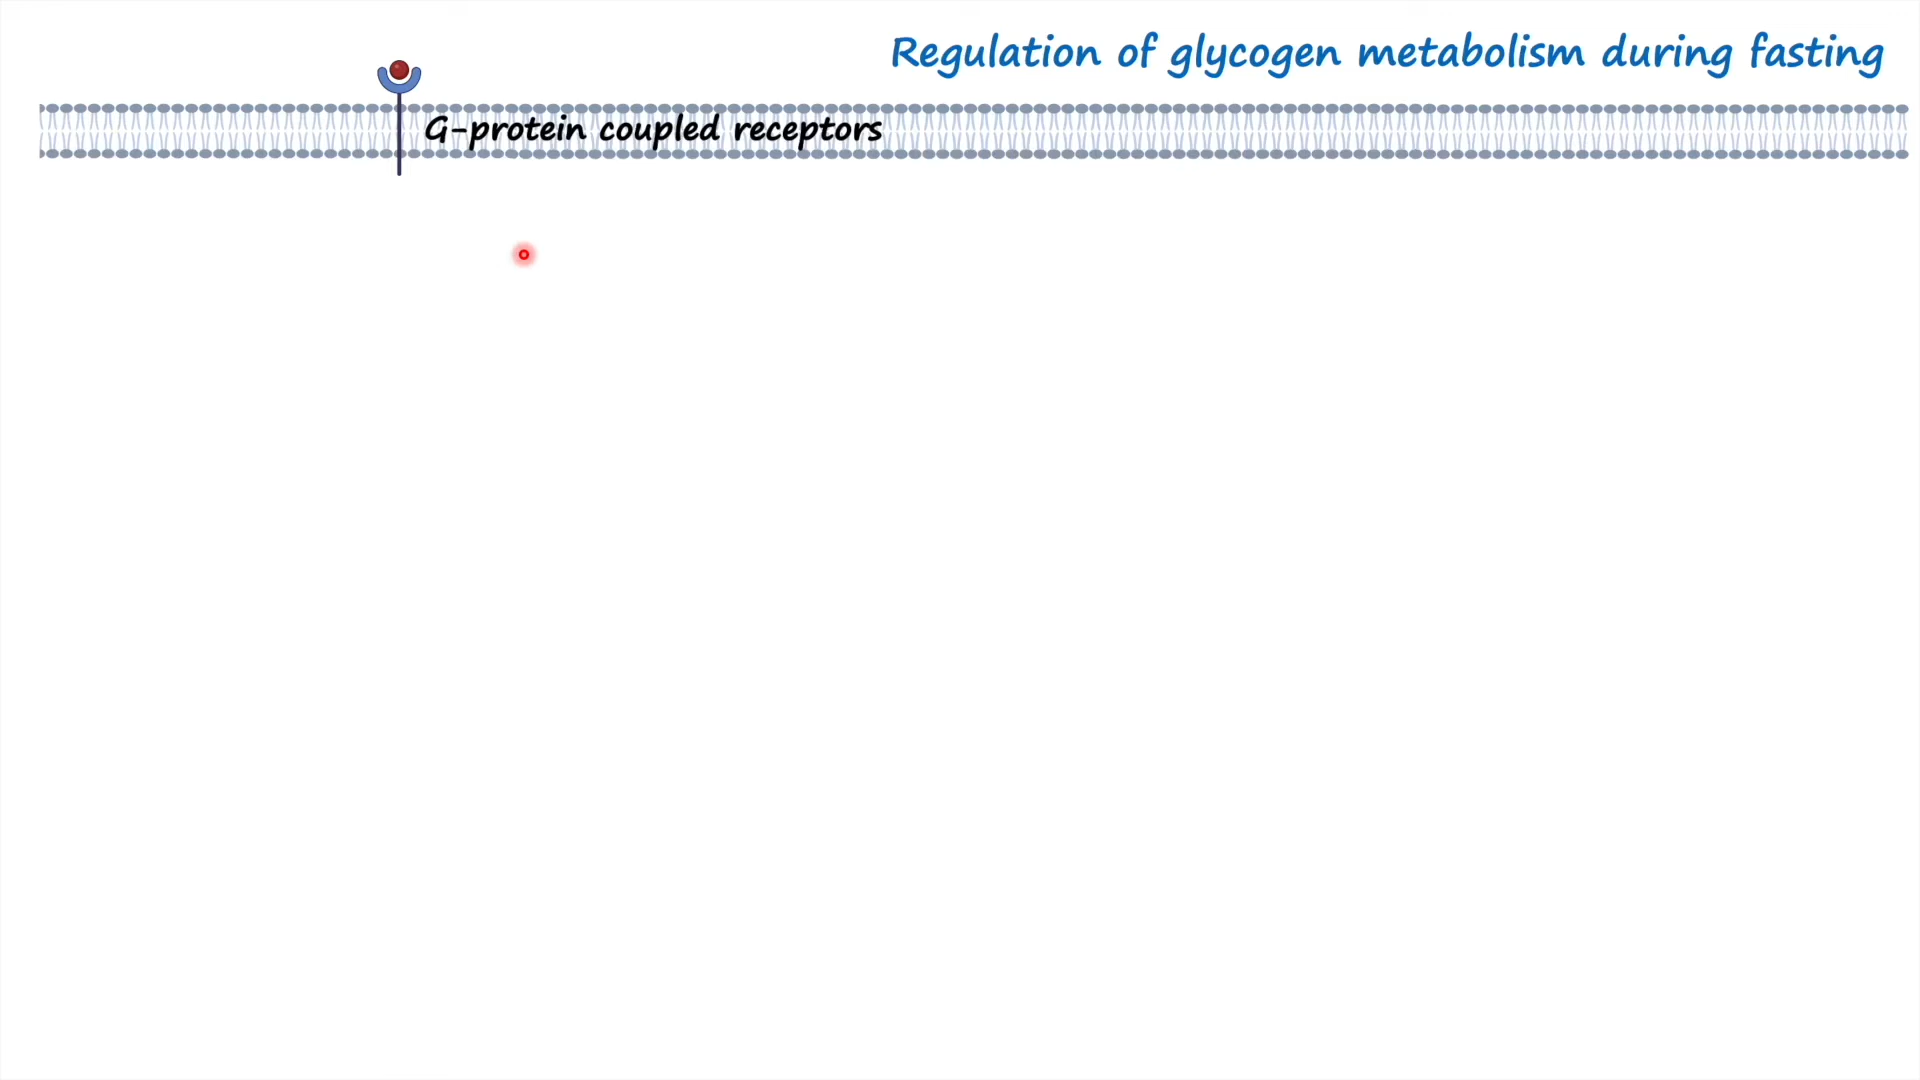 Regulation of glycogen metabolism during fasting
G-protein coupled receptors